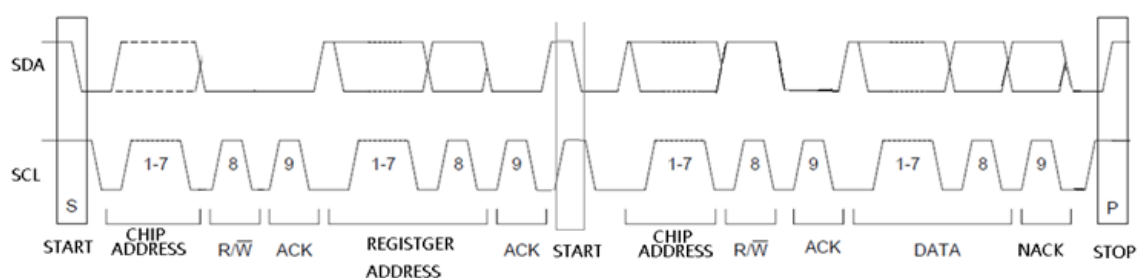 SDA
SCL
1-7 8 9 1-7 8 9 1-7 8 9 1-7 8 9
S P
START CHIP ADDRESS R/W̅ ACK REGISTGER ADDRESS ACK START CHIP ADDRESS R/W̅ ACK DATA NACK STOP